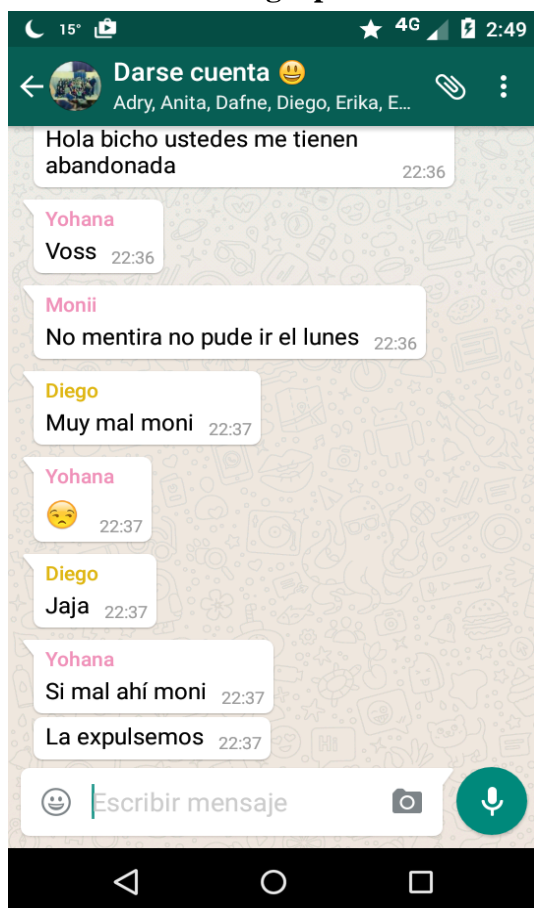 15° 4G 2:49
Darse cuenta 😃
Adry, Anita, Dafne, Diego, Erika, E...
Hola bicho ustedes me tienen
abandonada 22:36
Yohana
Voss 22:36
Monii
No mentira no pude ir el lunes 22:36
Diego
Muy mal moni 22:37
Yohana
😒 22:37
Diego
Jaja 22:37
Yohana
Si mal ahí moni 22:37
La expulsemos 22:37
Escribir mensaje